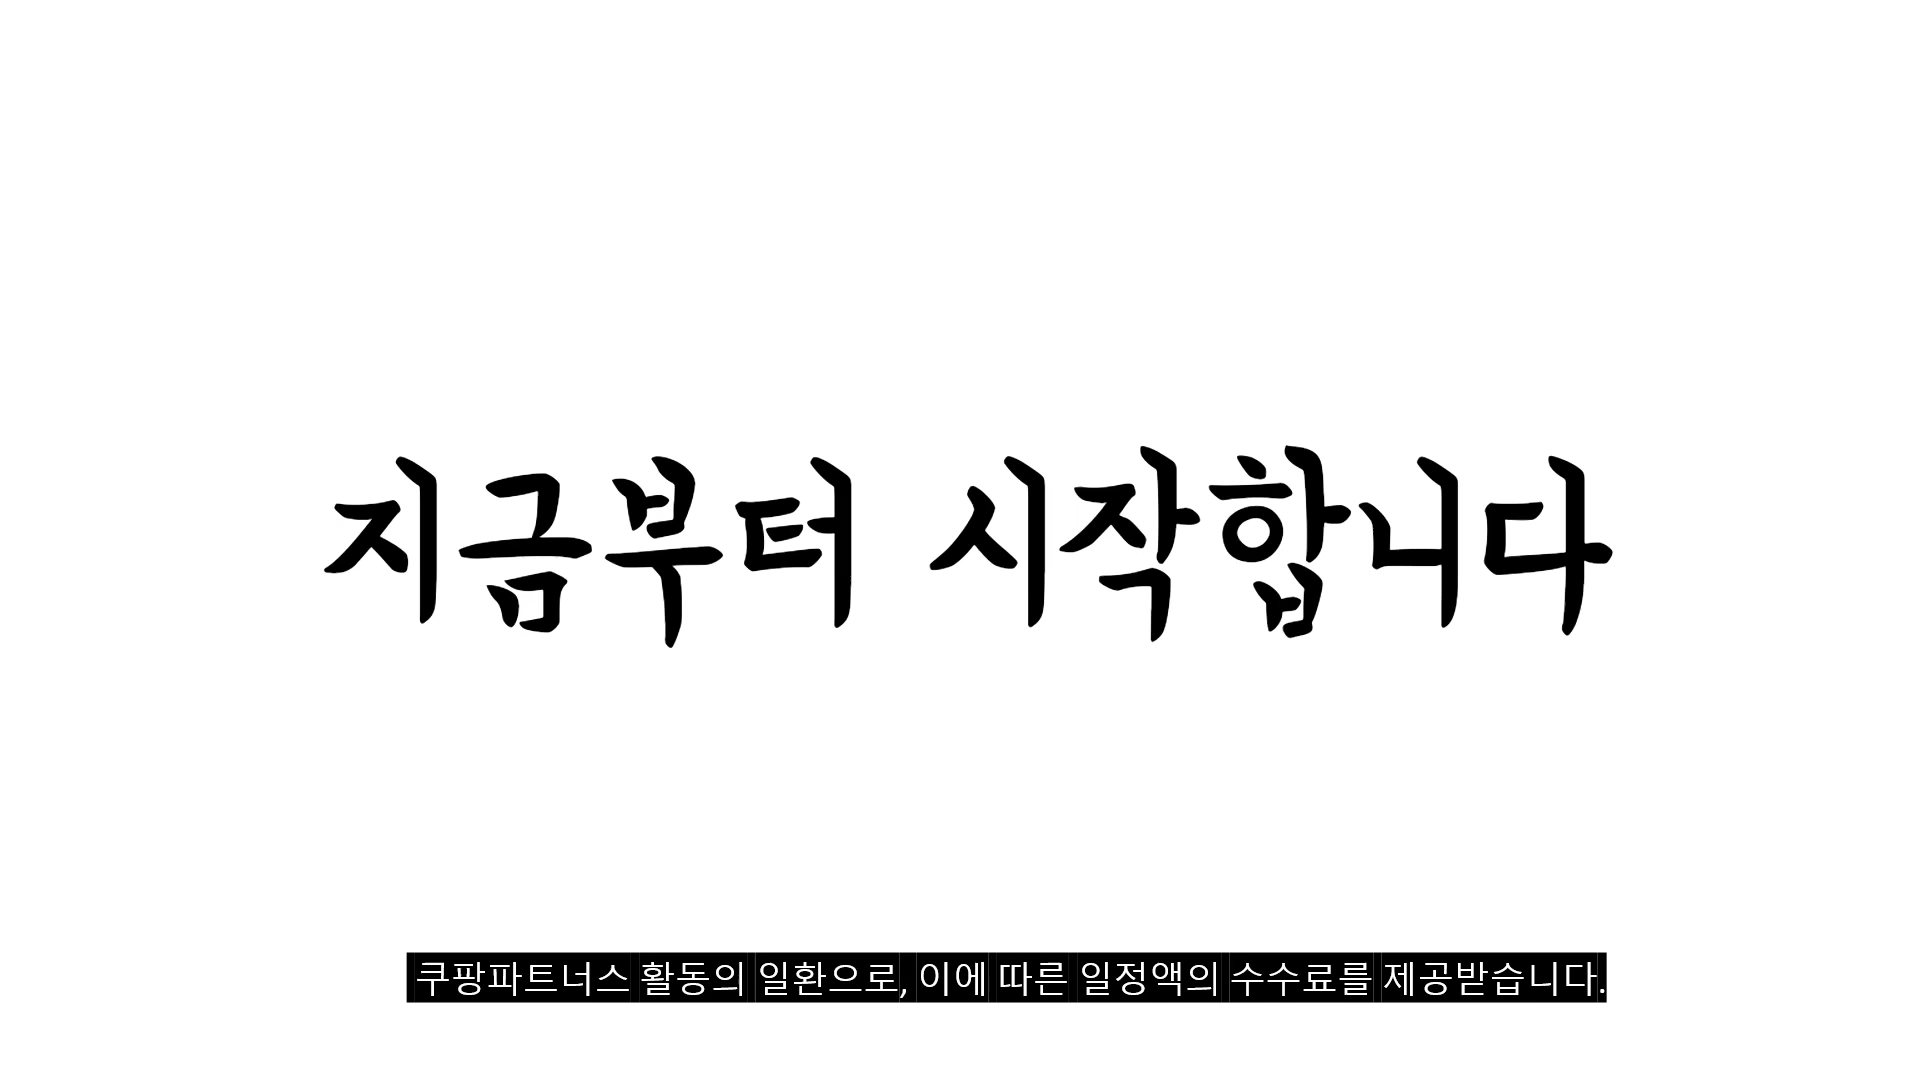 지금부터 시작합니다
쿠팡파트너스 활동의 일환으로, 이에 따른 일정액의 수수료를 제공받습니다.